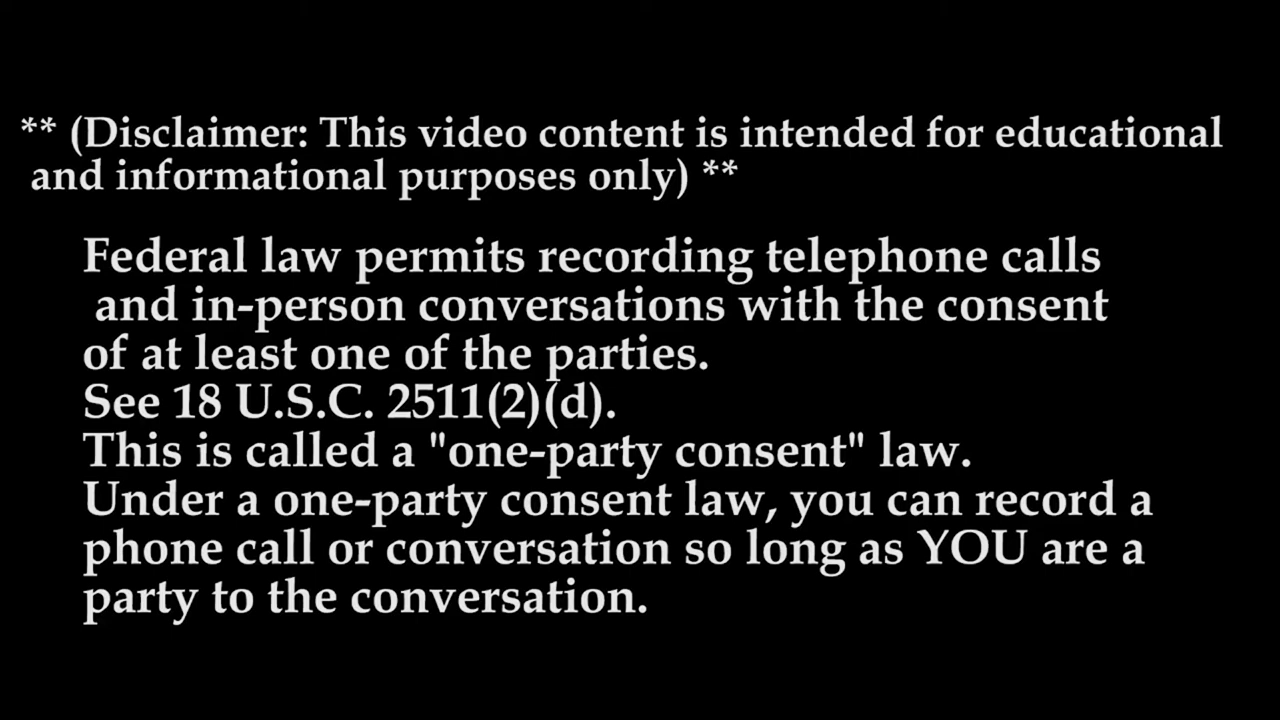 ** (Disclaimer: This video content is intended for educational
and informational purposes only) **
Federal law permits recording telephone calls
and in-person conversations with the consent
of at least one of the parties.
See 18 U.S.C. 2511(2)(d).
This is called a "one-party consent" law.
Under a one-party consent law, you can record a
phone call or conversation so long as YOU are a
party to the conversation.